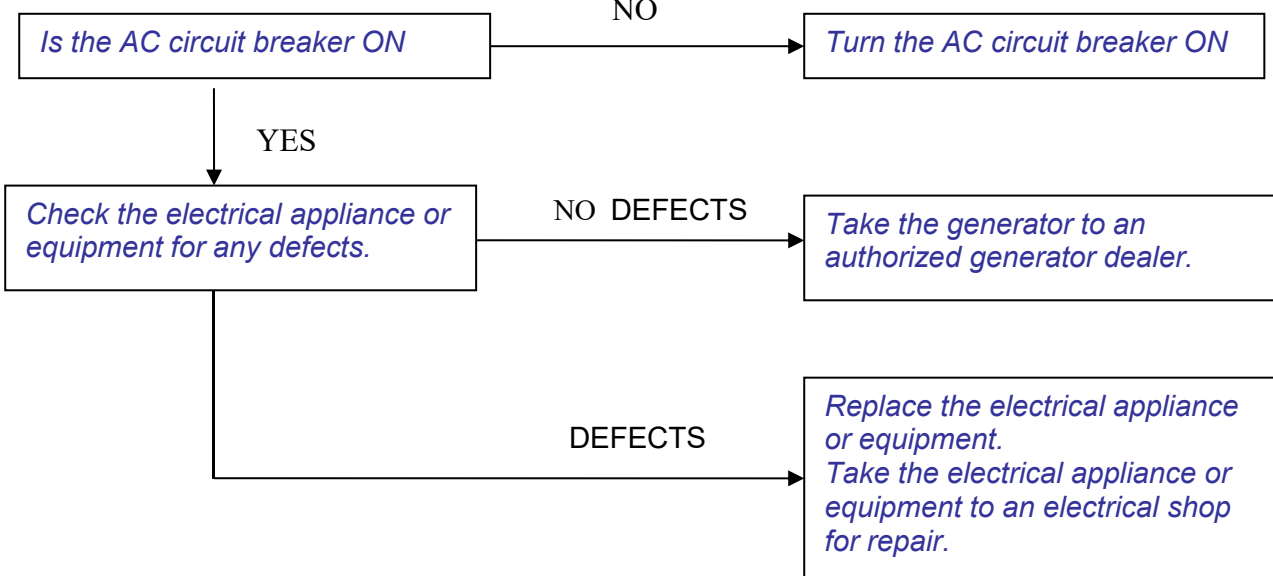 NO
Is the AC circuit breaker ON
Turn the AC circuit breaker ON
YES
Check the electrical appliance or
equipment for any defects.
NO DEFECTS
Take the generator to an
authorized generator dealer.
DEFECTS
Replace the electrical appliance
or equipment.
Take the electrical appliance or
equipment to an electrical shop
for repair.